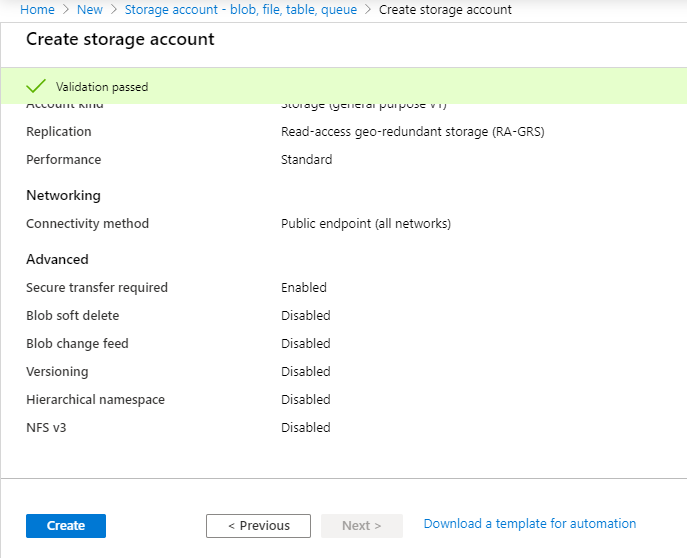 Home > New > Storage account - blob, file, table, queue > Create storage account
Create storage account
Validation passed
Account kind Storage (general purpose v1)
Replication Read-access geo-redundant storage (RA-GRS)
Performance Standard
Networking
Connectivity method Public endpoint (all networks)
Advanced
Secure transfer required Enabled
Blob soft delete Disabled
Blob change feed Disabled
Versioning Disabled
Hierarchical namespace Disabled
NFS v3 Disabled
Create < Previous Next > Download a template for automation